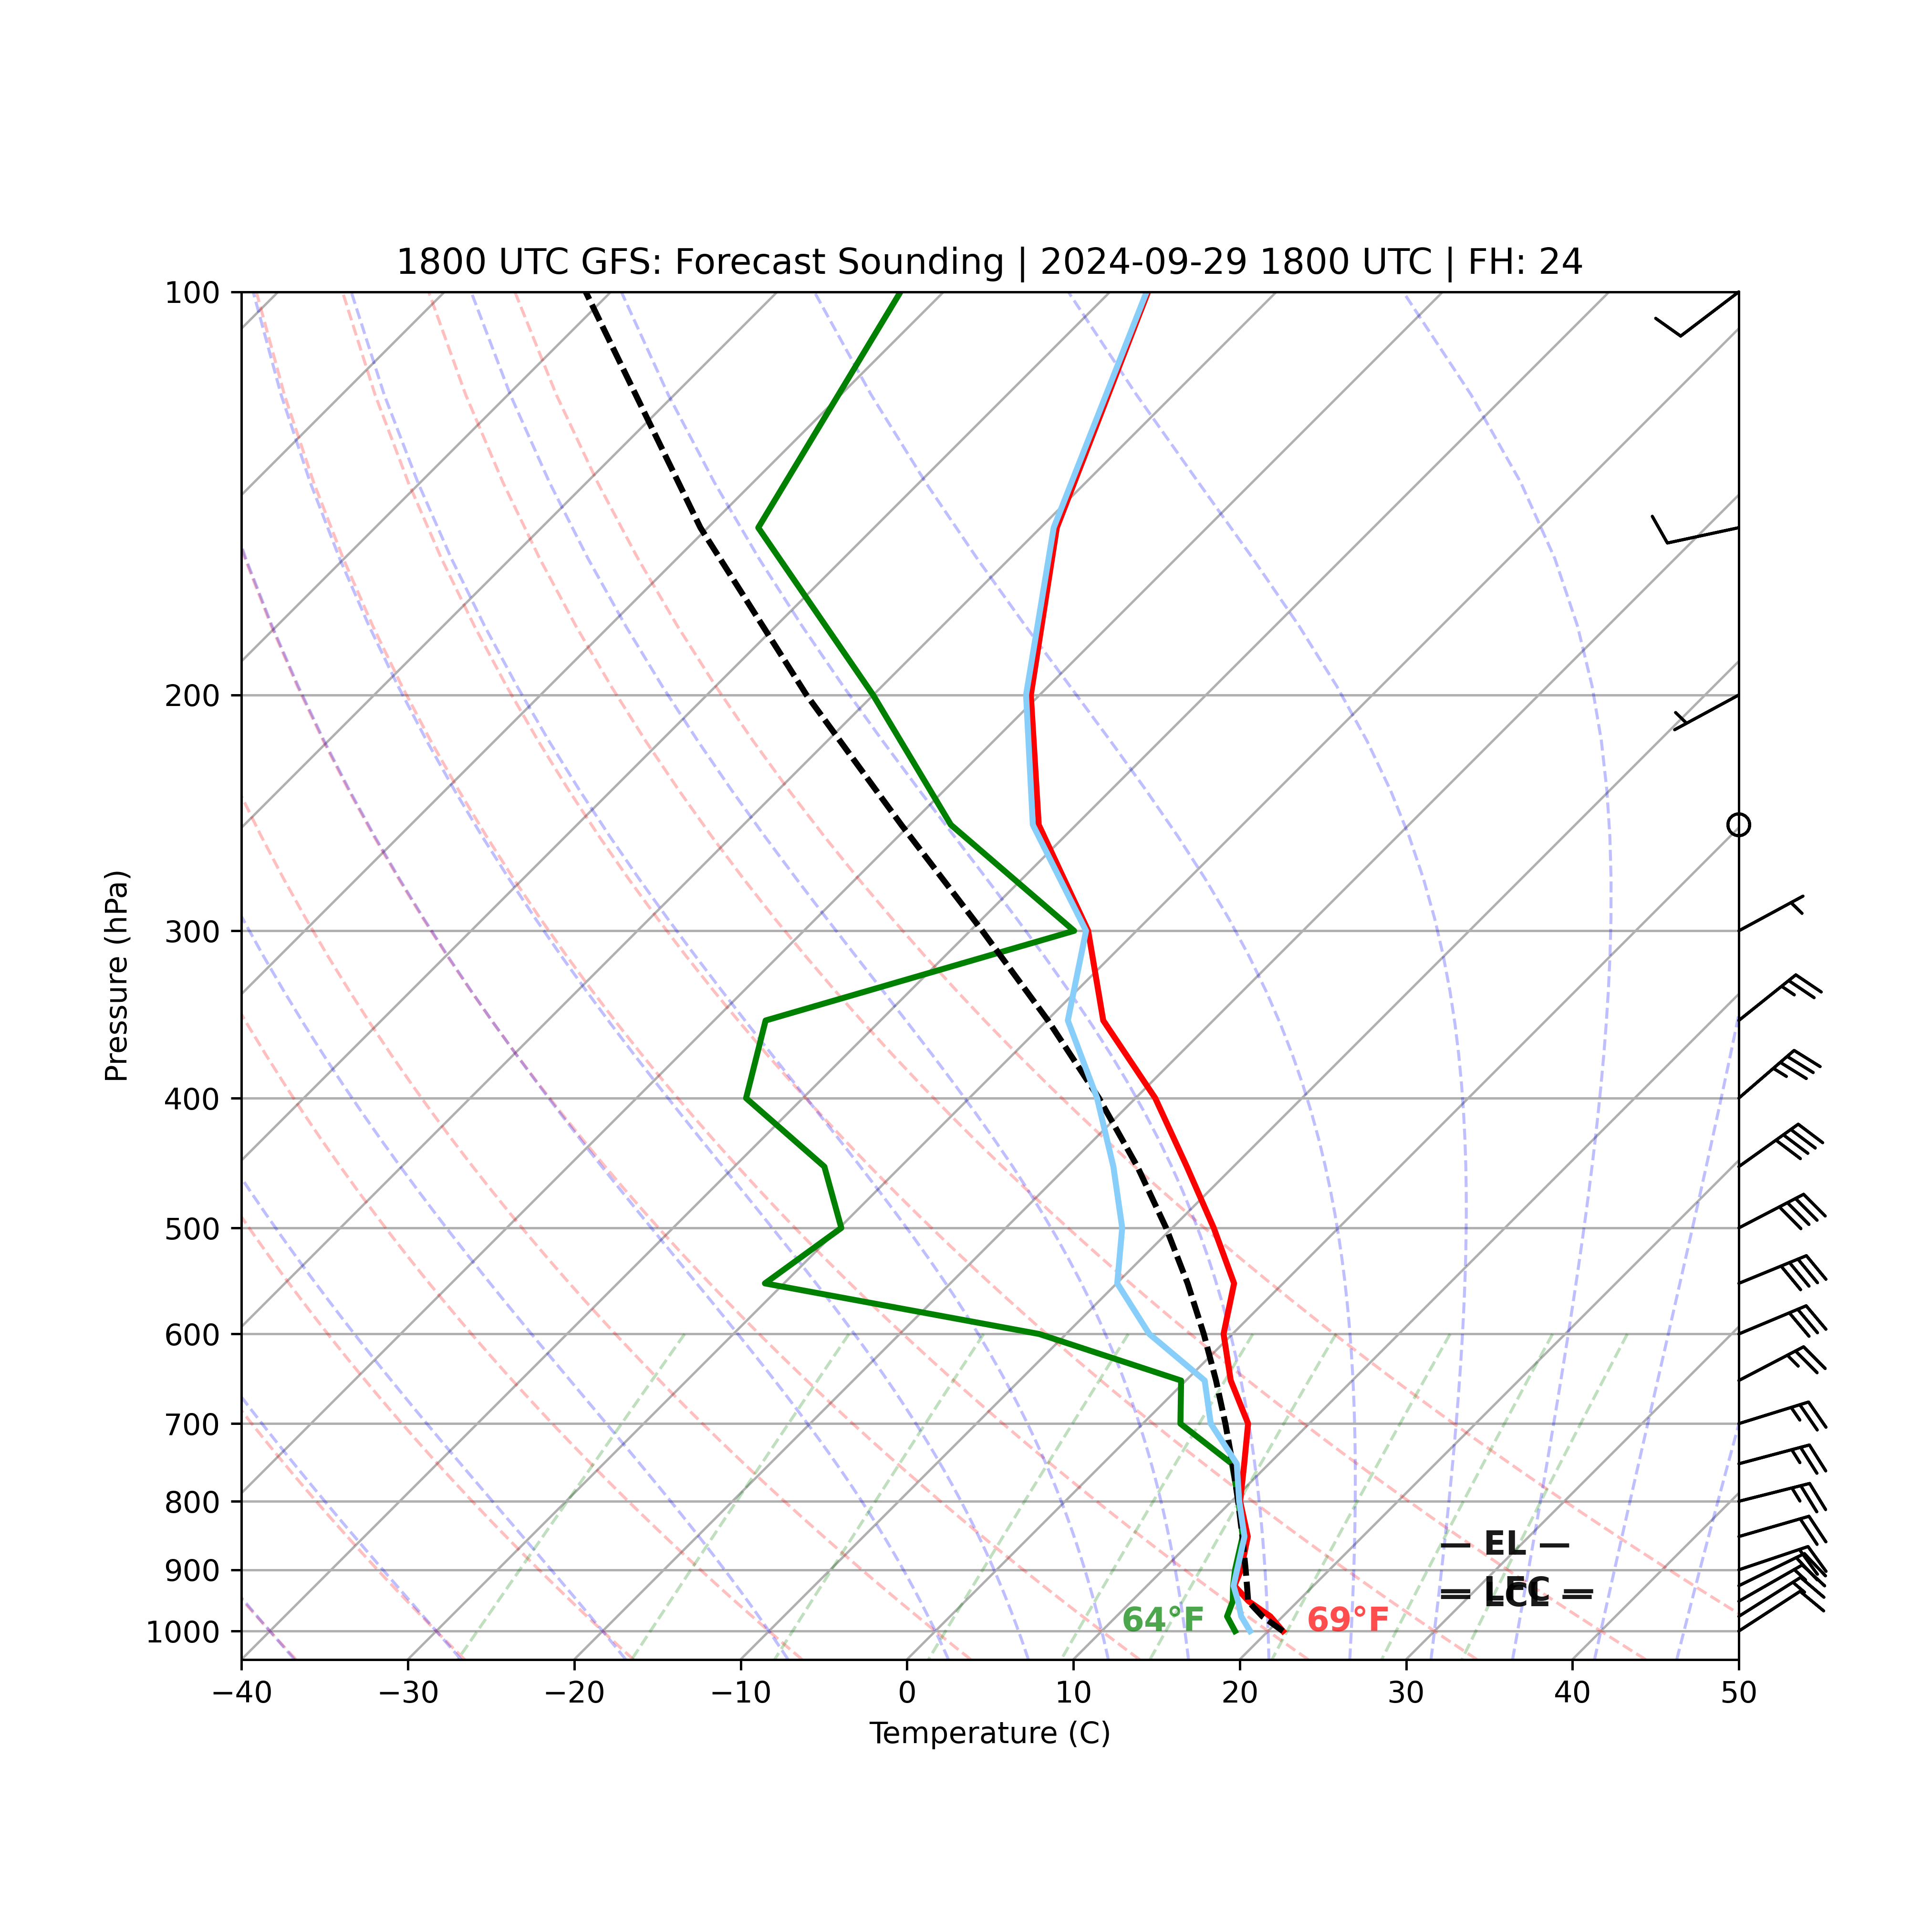 1800 UTC GFS: Forecast Sounding | 2024-09-29 1800 UTC | FH: 24
100
200
300
400
500
600
700
800
900
1000
Pressure (hPa)
— EL —
— LFC —
— LCL —
64°F
69°F
−40 −30 −20 −10 0 10 20 30 40 50
Temperature (C)